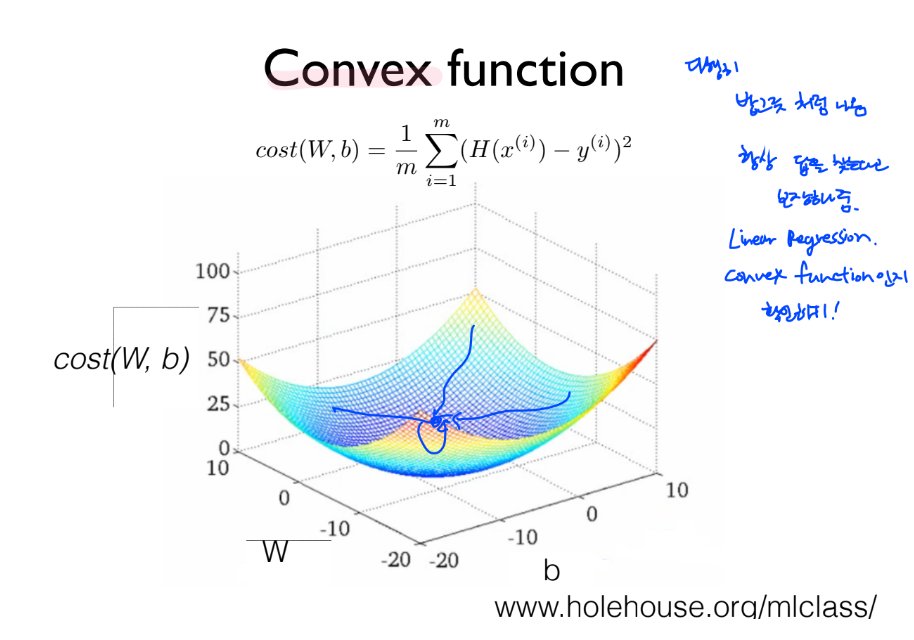 Convex function
다행히
밥그릇 처럼 나옴
cost(W, b) = \frac{1}{m} \sum_{i=1}^{m} (H(x^{(i)}) - y^{(i)})^2
항상 답을 찾는다고
보장하나줌.
Linear Regression.
convex function인지
확인하기!
100
75
cost(W, b)
50
25
0
10
0
-10
-20
W
-20
-10
0
10
b
www.holehouse.org/mlclass/